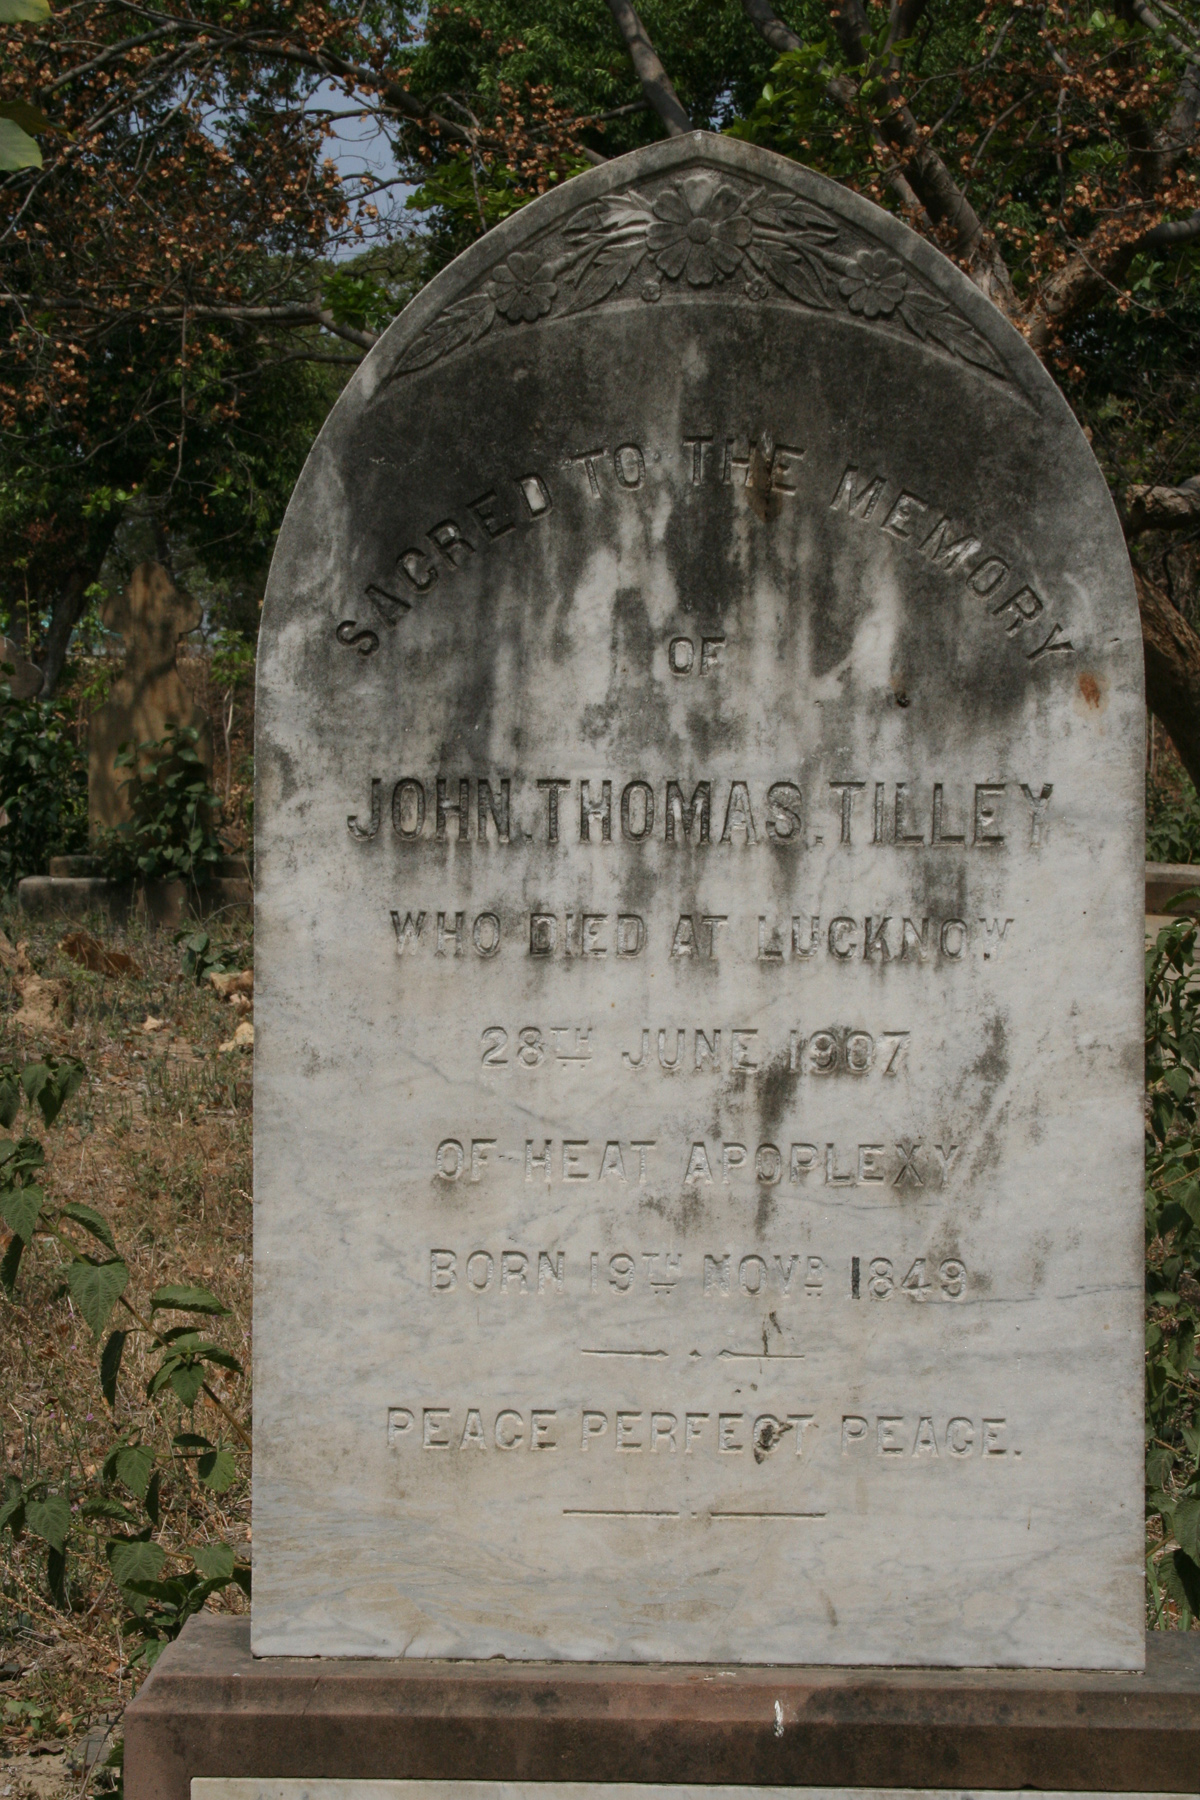 SACRED TO THE MEMORY
OF
JOHN. THOMAS. TILLEY
WHO DIED AT LUCKNOW.
28TH JUNE 1907
OF HEAT APOPLEXY
BORN 19TH NOVR 1849
PEACE PERFECT PEACE.